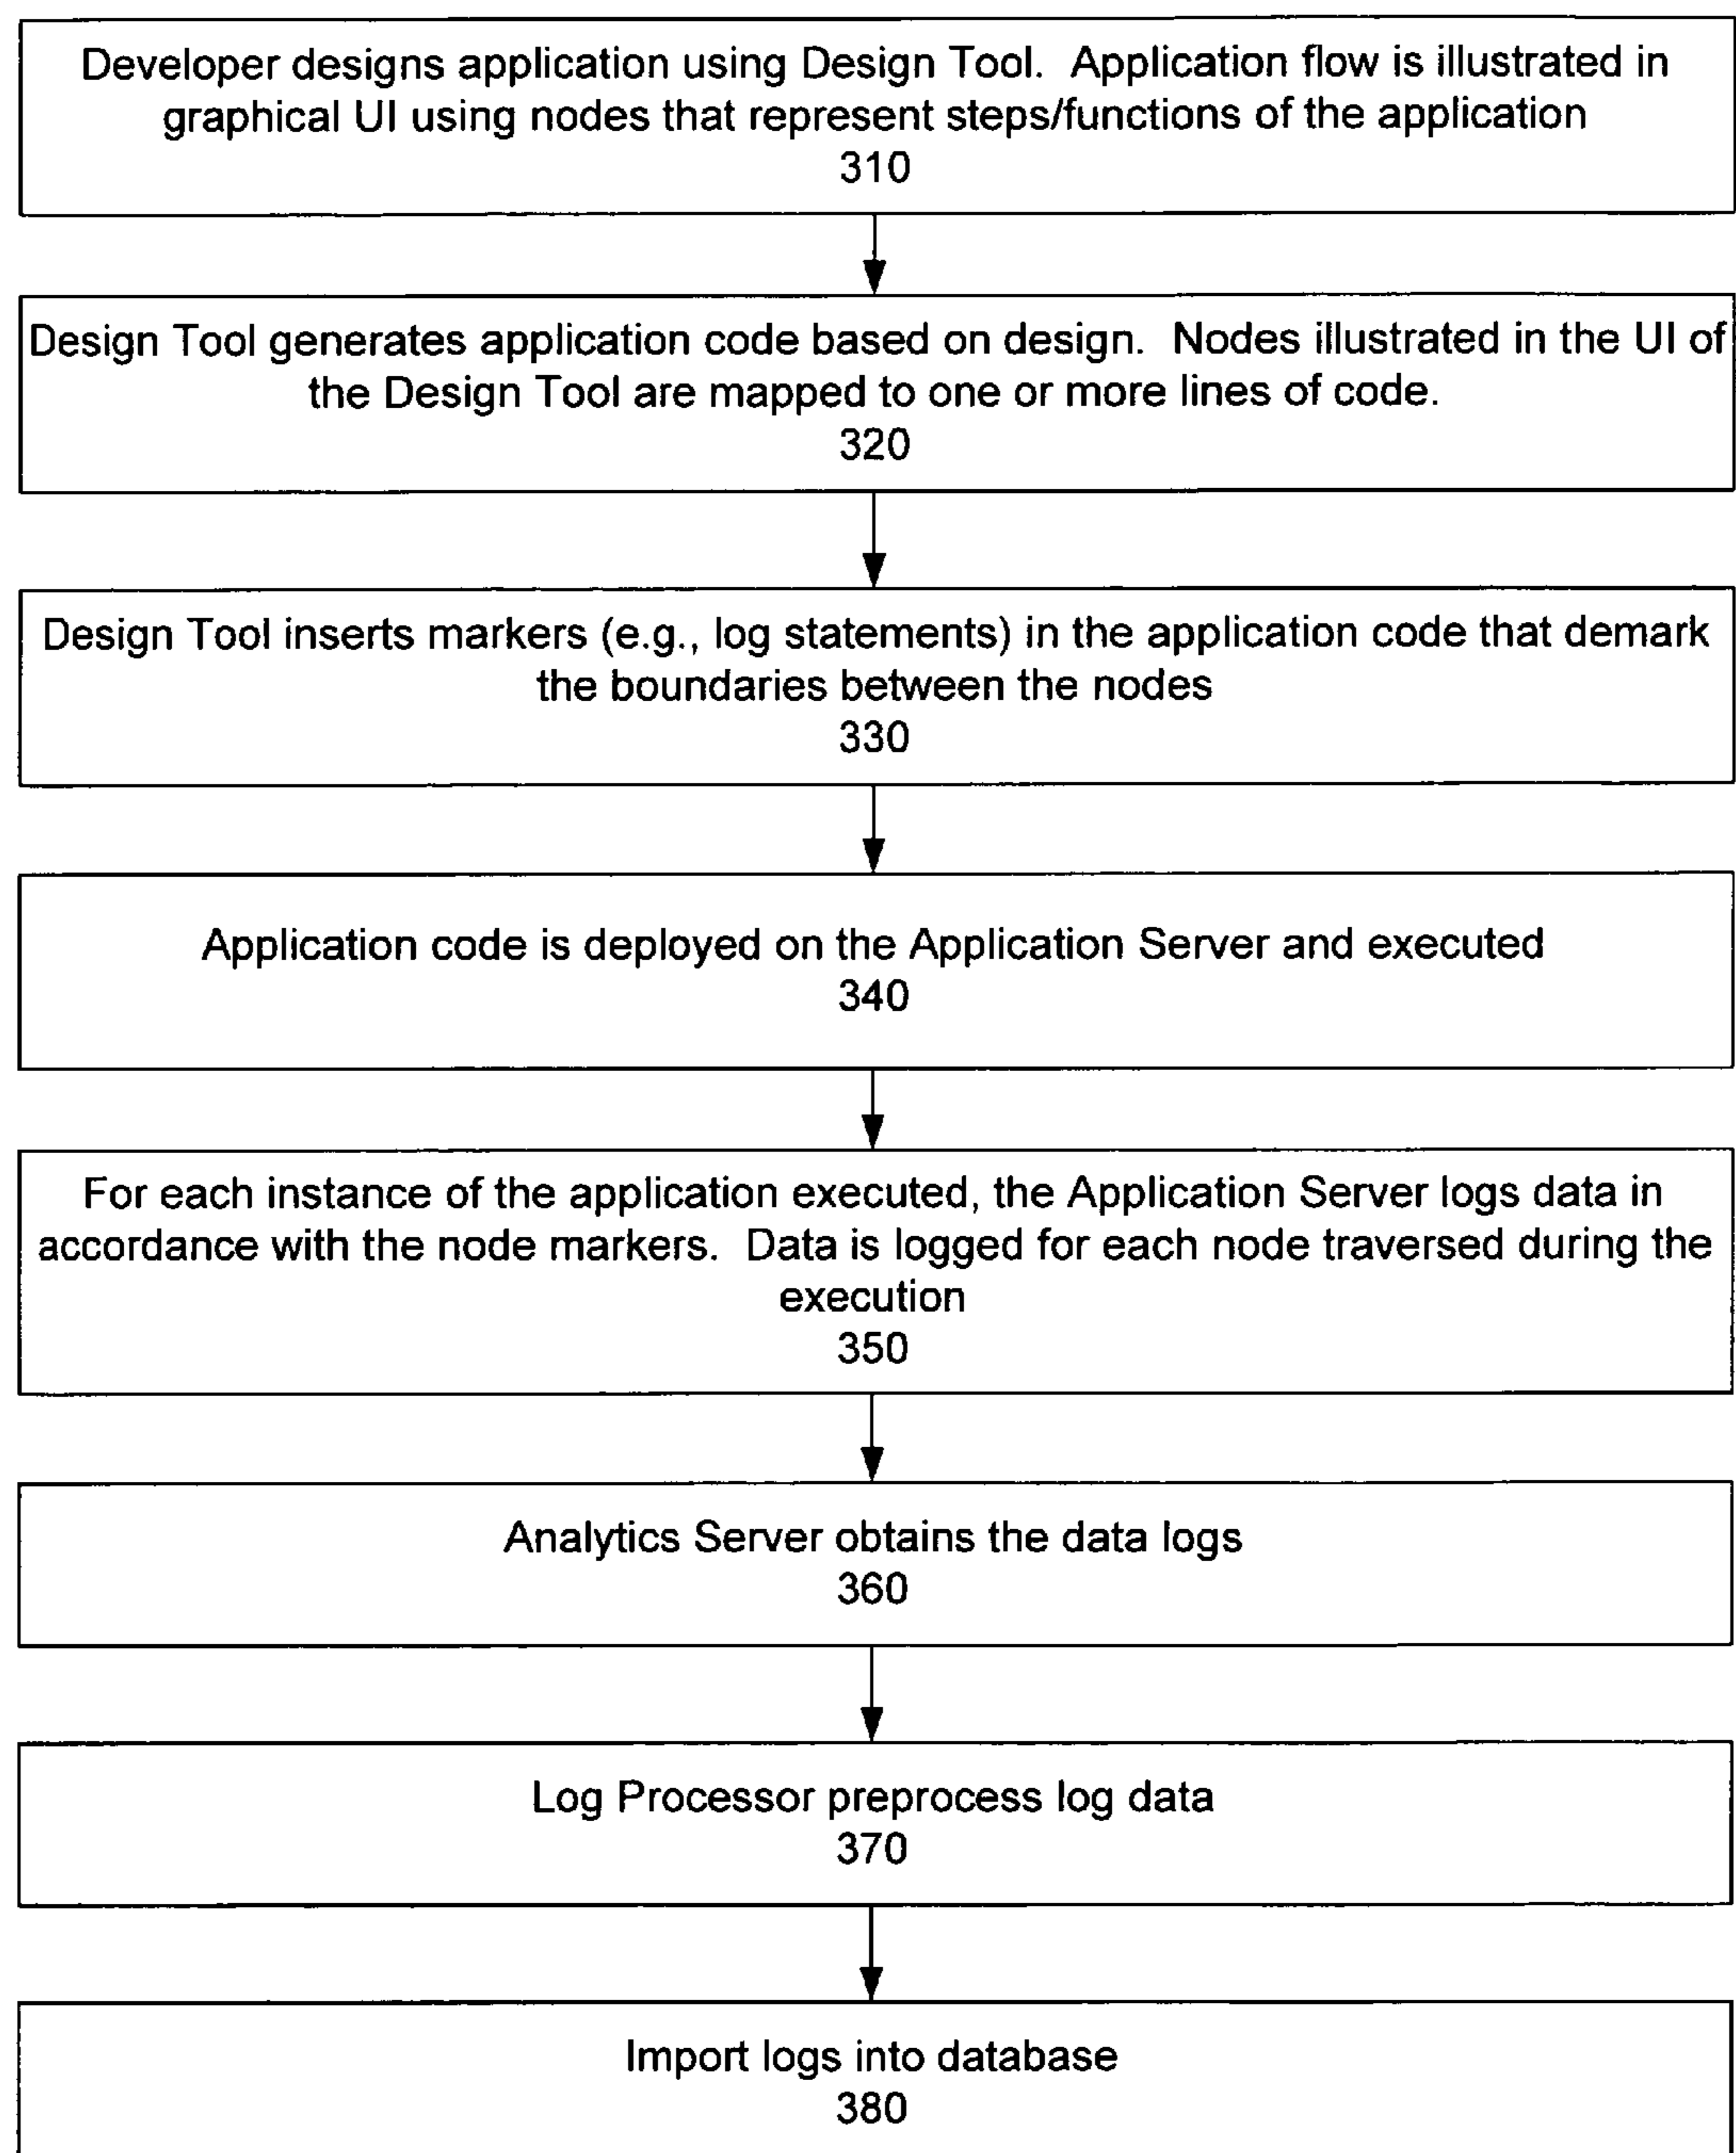 Developer designs application using Design Tool.  Application flow is illustrated in
graphical UI using nodes that represent steps/functions of the application
310
Design Tool generates application code based on design.  Nodes illustrated in the UI of
the Design Tool are mapped to one or more lines of code.
320
Design Tool inserts markers (e.g., log statements) in the application code that demark
the boundaries between the nodes
330
Application code is deployed on the Application Server and executed
340
For each instance of the application executed, the Application Server logs data in
accordance with the node markers.  Data is logged for each node traversed during the
execution
350
Analytics Server obtains the data logs
360
Log Processor preprocess log data
370
Import logs into database
380